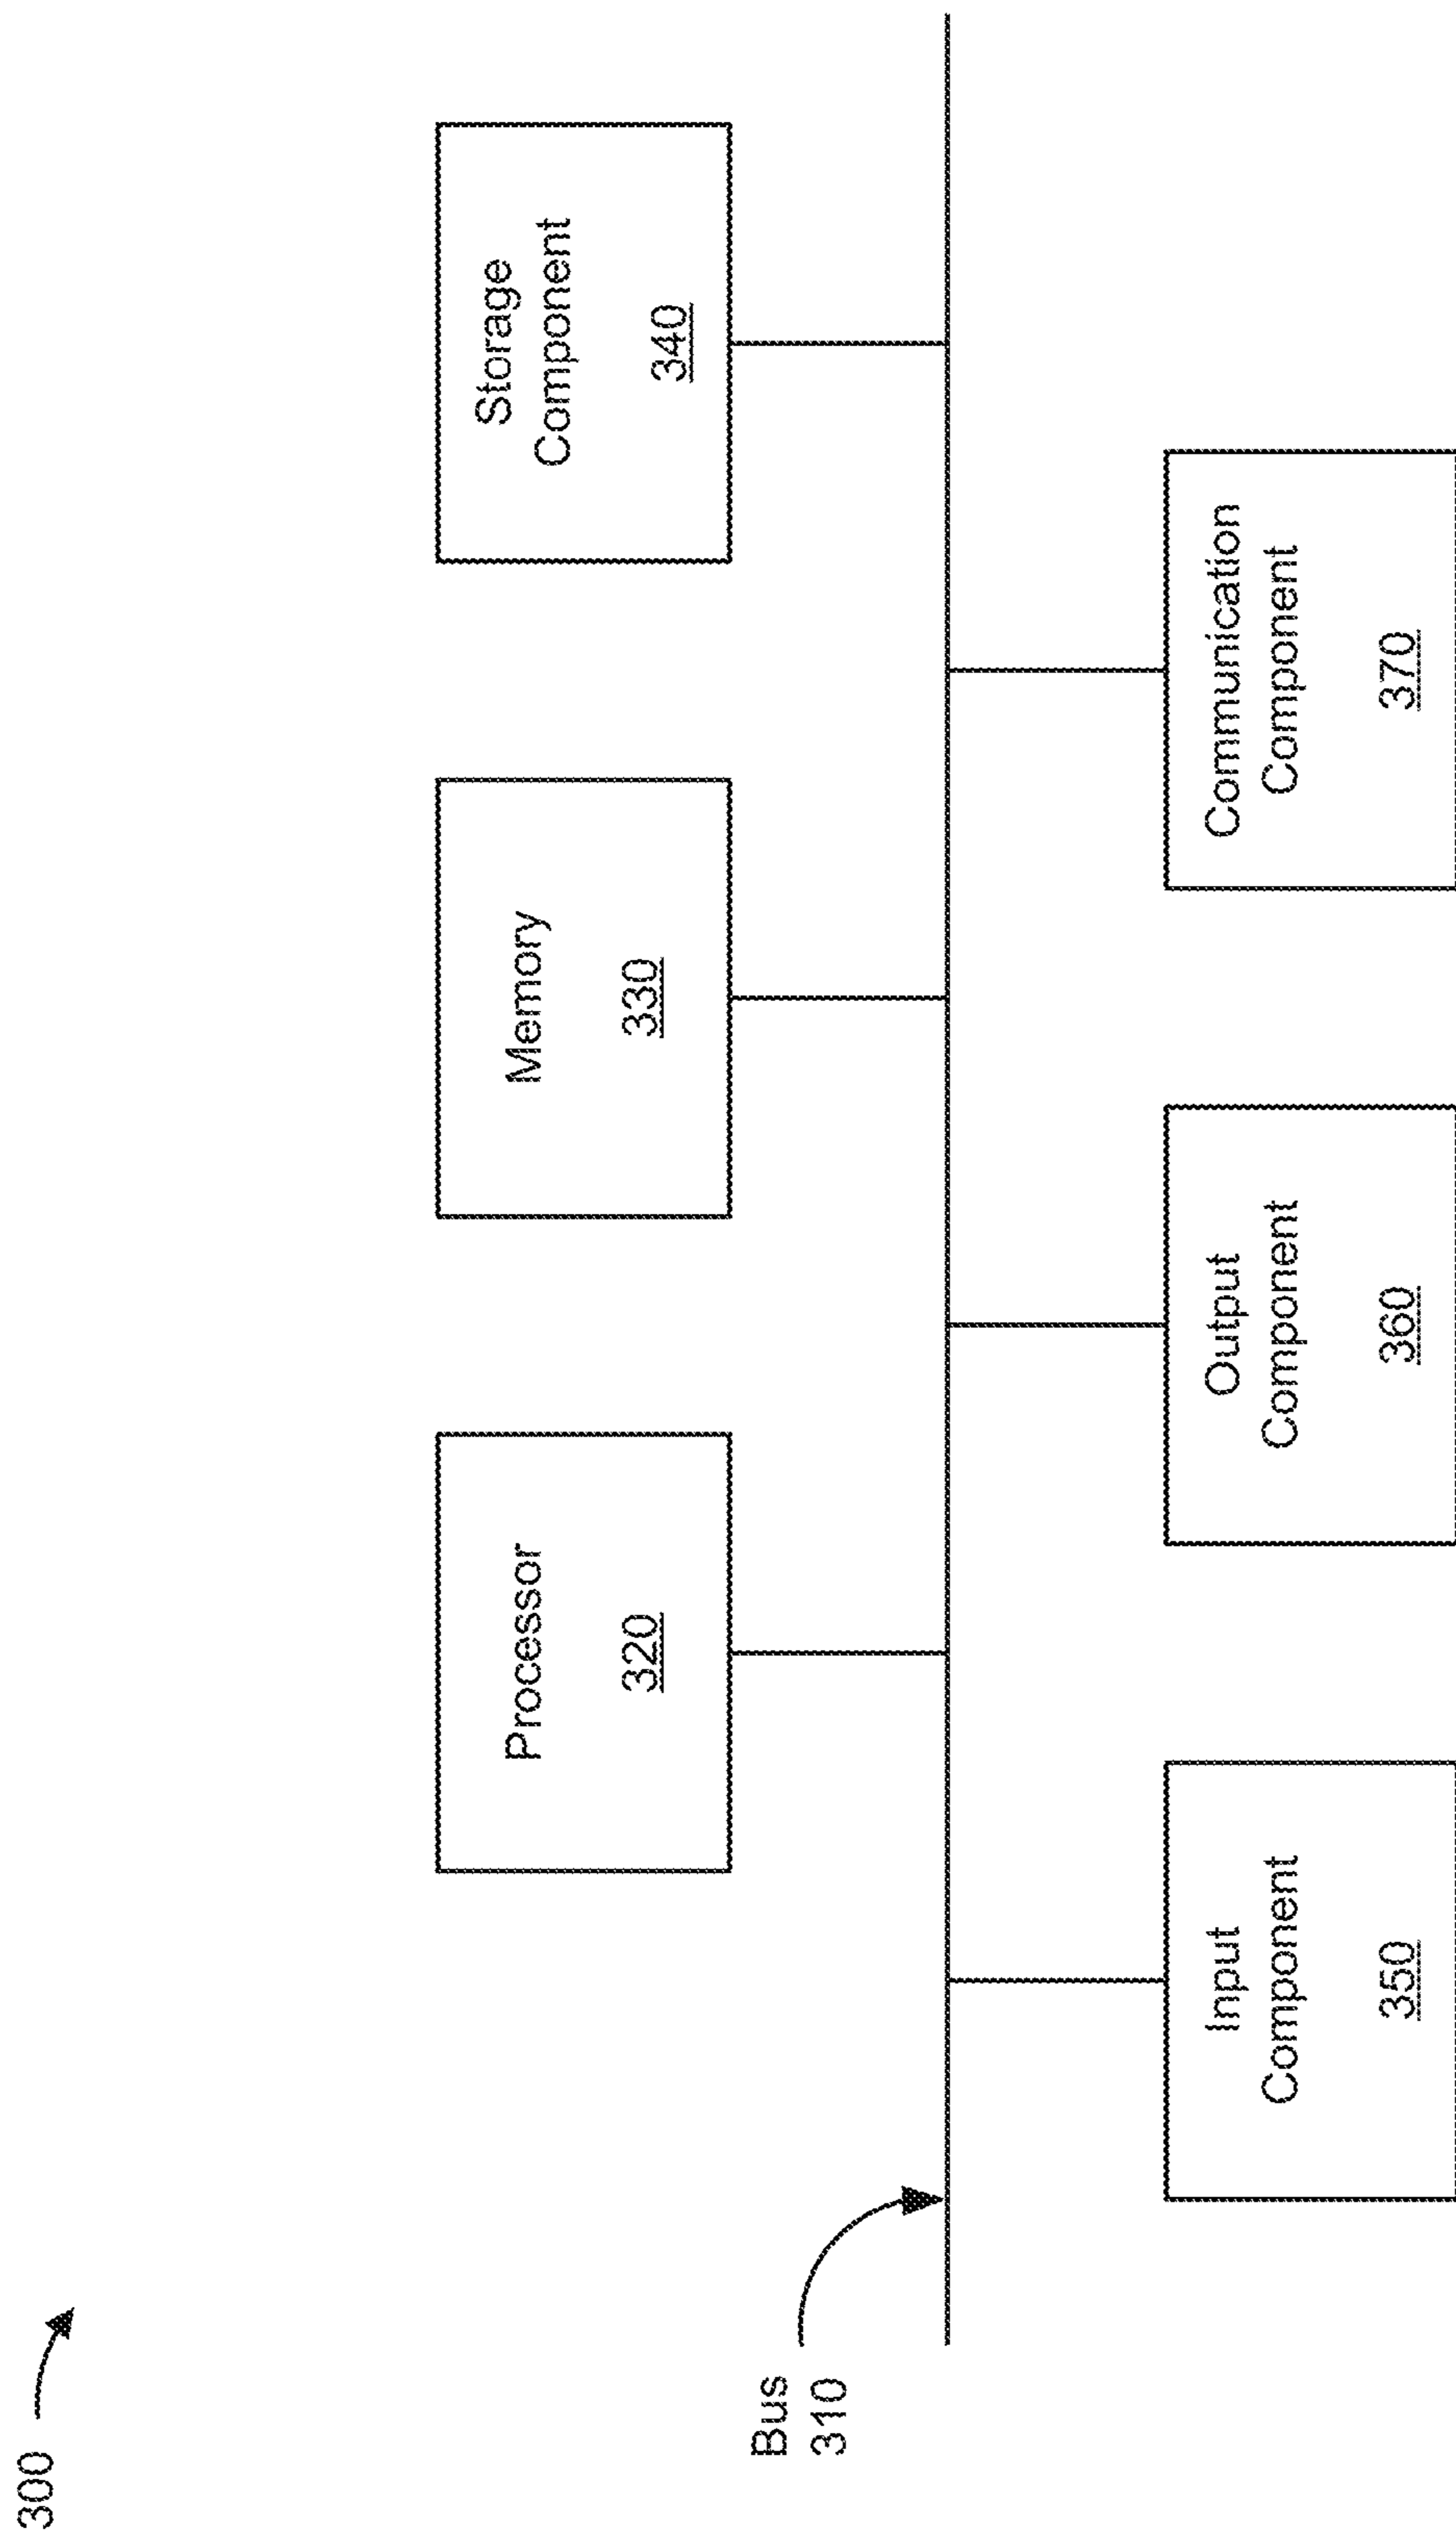 300
Processor
320
Memory
330
Storage
Component
340
Bus
310
Input
Component
350
Output
Component
360
Communication
Component
370